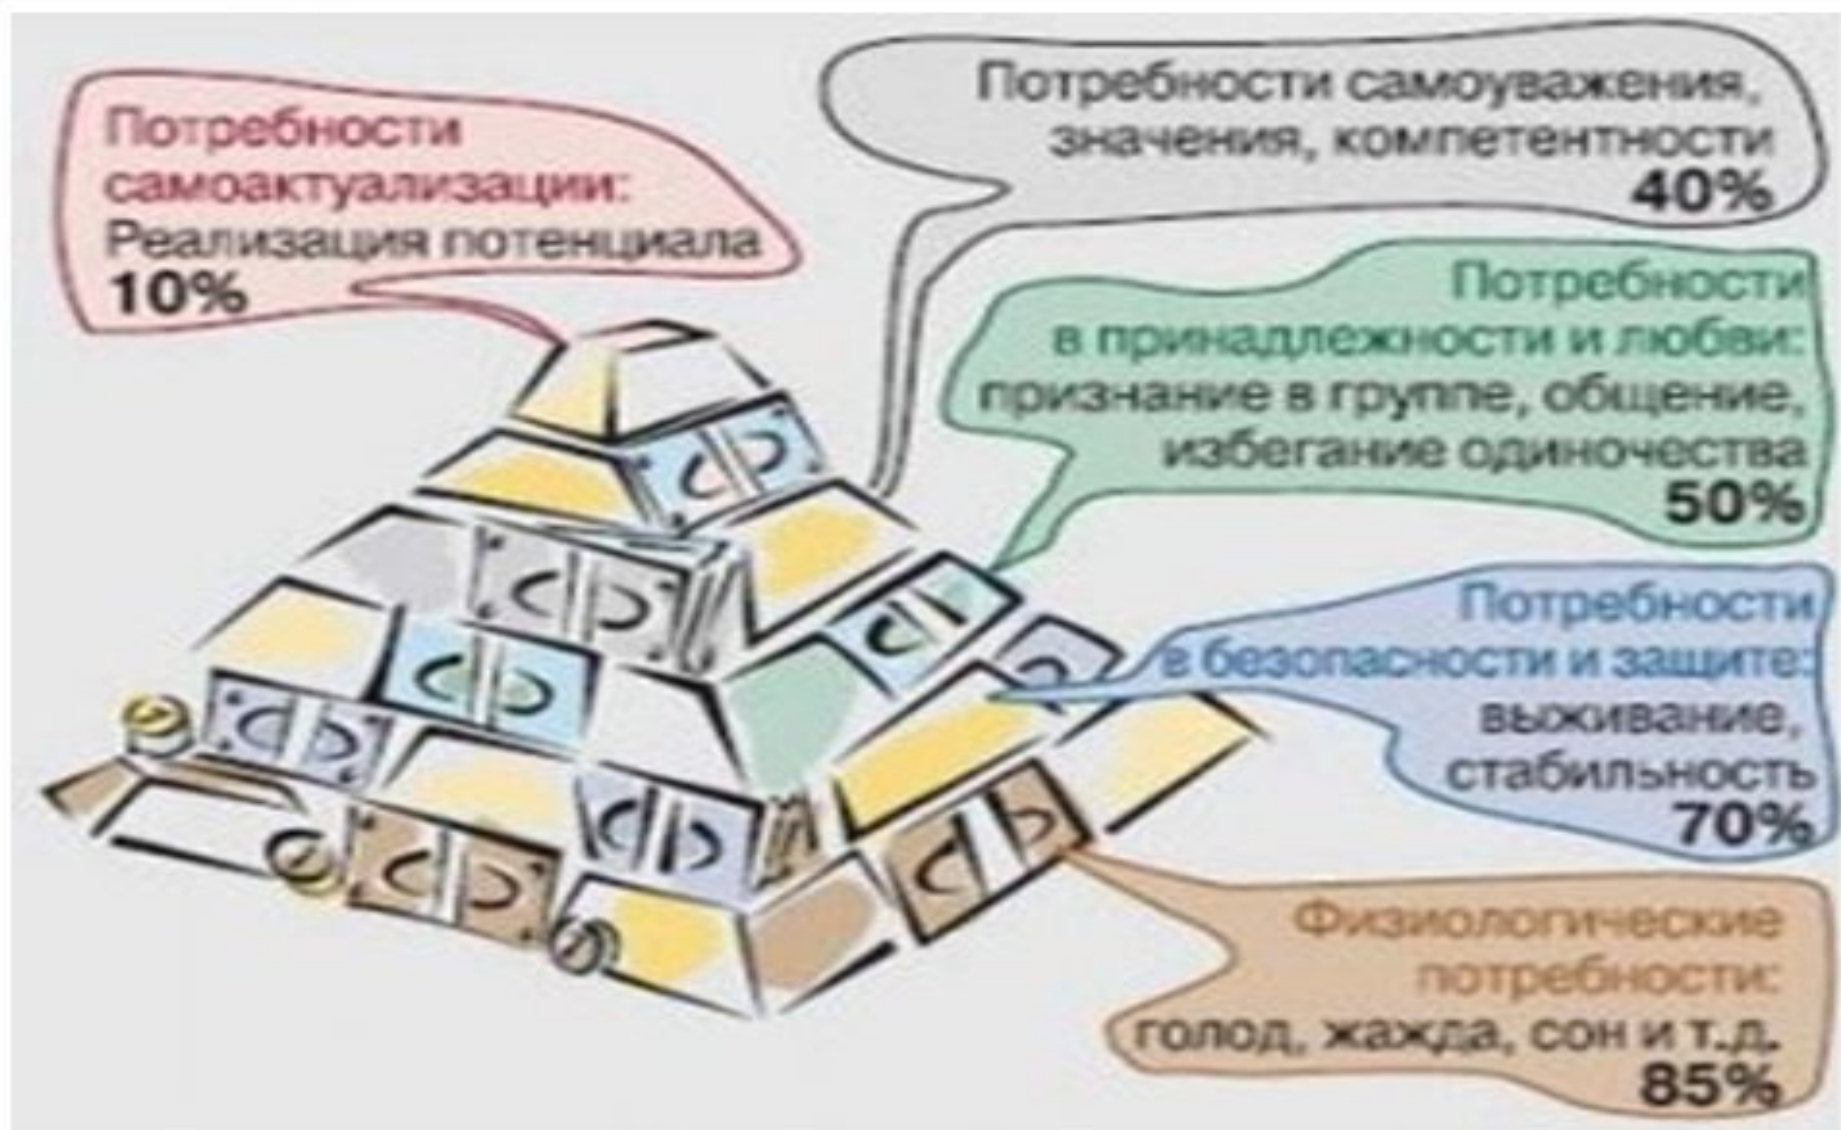 Потребности
самоактуализации:
Реализация потенциала
10%
Потребности самоуважения,
значения, компетентности
40%
Потребности
в принадлежности и любви:
признание в группе, общение,
избегание одиночества
50%
Потребности
в безопасности и защите:
выживание,
стабильность
70%
Физиологические
потребности:
голод, жажда, сон и т.д.
85%